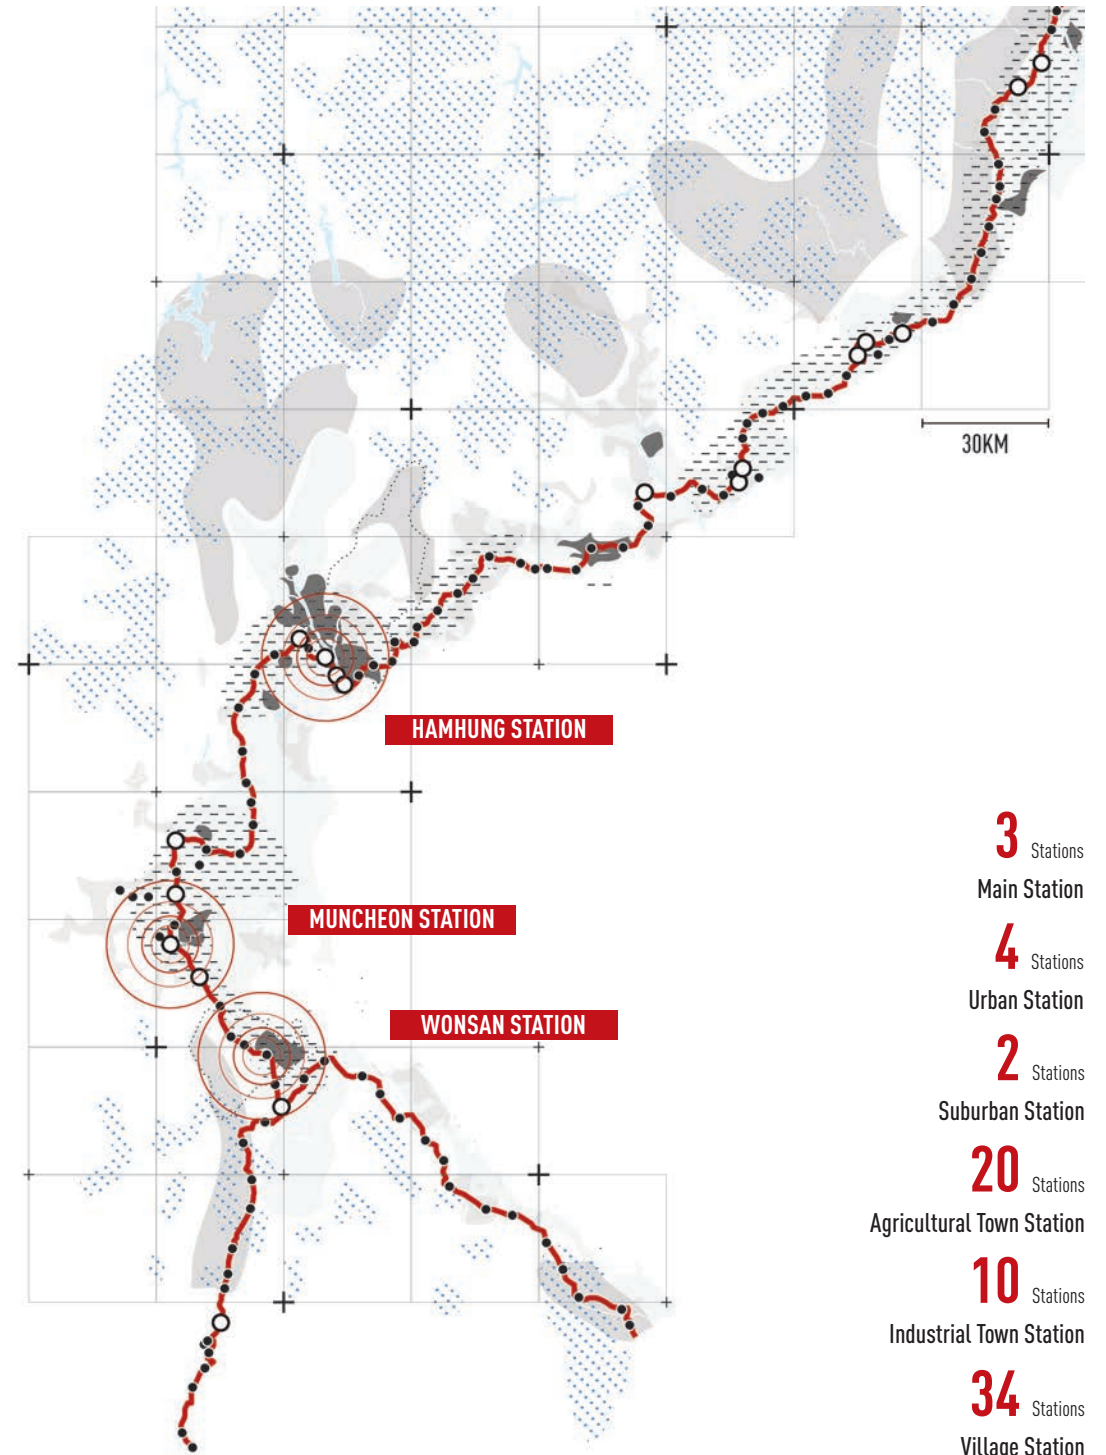 30KM
HAMHUNG STATION
MUNCHEON STATION
WONSAN STATION
3 Stations
Main Station
4 Stations
Urban Station
2 Stations
Suburban Station
20 Stations
Agricultural Town Station
10 Stations
Industrial Town Station
34 Stations
Village Station